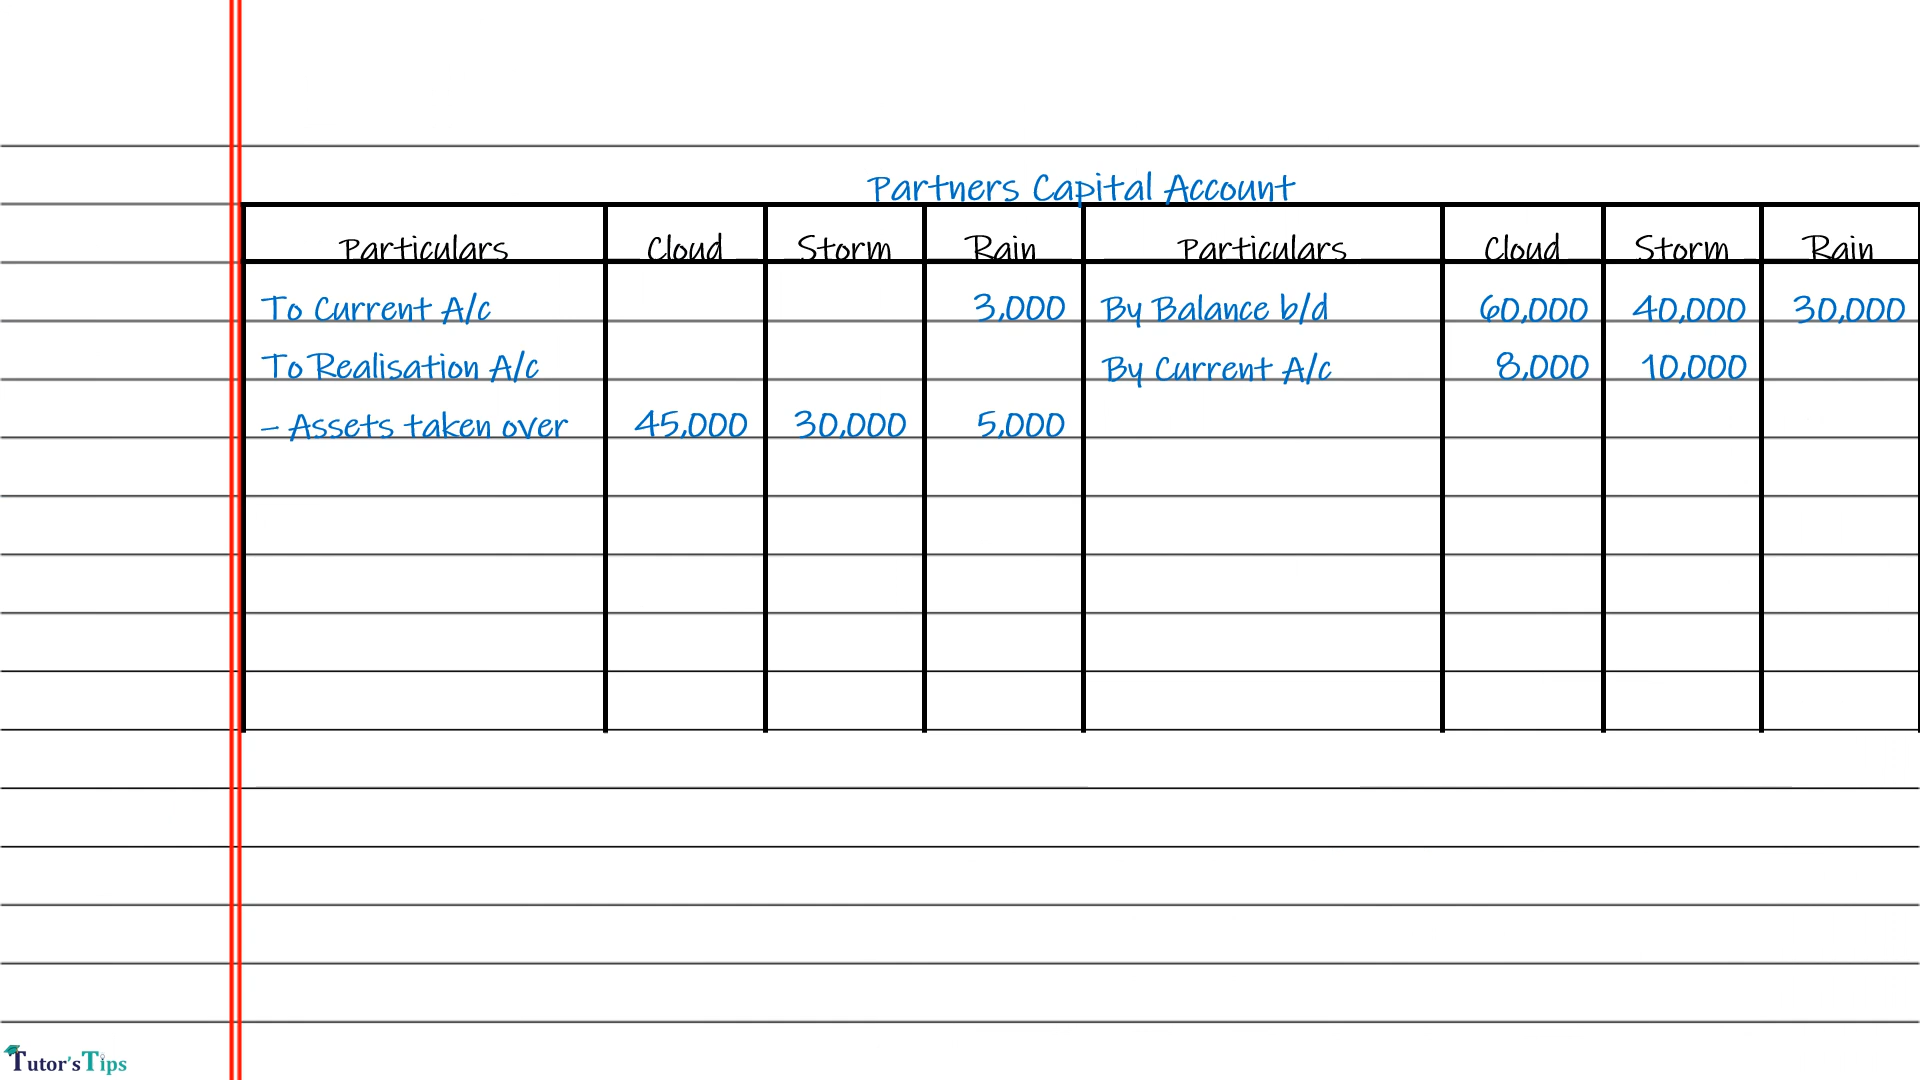 Partners Capital Account
Particulars Cloud Storm Rain Particulars Cloud Storm Rain
To Current A/c 3,000 By Balance b/d 60,000 40,000 30,000
To Realisation A/c By Current A/c 8,000 10,000
- Assets taken over 45,000 30,000 5,000
Tutor'sTips